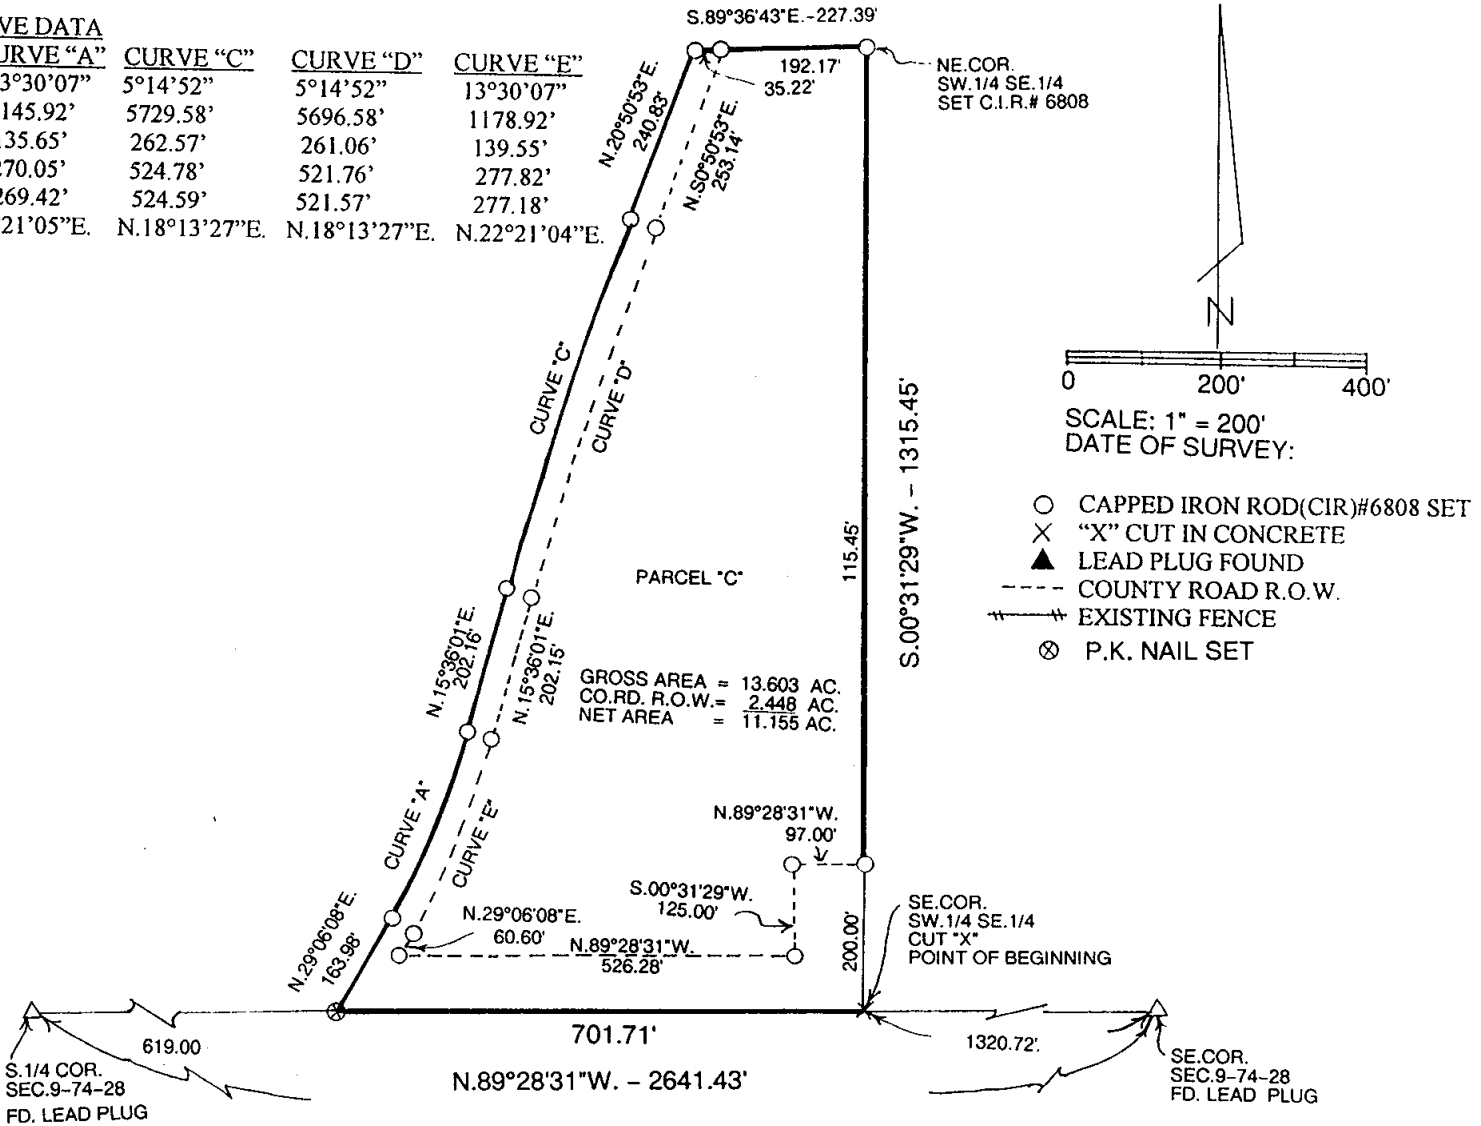 VE DATA
URVE “A” CURVE “C” CURVE “D” CURVE “E”
3°30'07” 5°14'52” 5°14'52” 13°30'07”
145.92’ 5729.58’ 5696.58’ 1178.92’
35.65’ 262.57’ 261.06’ 139.55’
270.05’ 524.78’ 521.76’ 277.82’
269.42’ 524.59’ 521.57’ 277.18’
21’05”E. N.18°13’27”E. N.18°13’27”E. N.22°21’04”E.
S.89°36'43"E.-227.39'
192.17'
35.22'
NE.COR.
SW.1/4 SE.1/4
SET C.I.R.# 6808
N.20°50'53"E.
240.83'
N.S0°50'53"E.
253.14'
CURVE "C"
CURVE "D"
N
0 200' 400'
SCALE: 1" = 200'
DATE OF SURVEY:
CAPPED IRON ROD(CIR)#6808 SET
“X” CUT IN CONCRETE
LEAD PLUG FOUND
COUNTY ROAD R.O.W.
EXISTING FENCE
P.K. NAIL SET
S.00°31'29"W. - 1315.45'
115.45'
PARCEL "C"
N.15°36'01"E.
202.16'
N.15°36'01"E.
202.15'
GROSS AREA = 13.603 AC.
CO.RD. R.O.W.= 2.448 AC.
NET AREA = 11.155 AC.
CURVE "A"
CURVE "E"
N.89°28'31"W.
97.00'
S.00°31'29"W.
125.00'
N.29°06'08"E.
60.60'
N.89°28'31"W.
526.28'
200.00'
SE.COR.
SW.1/4 SE.1/4
CUT "X"
POINT OF BEGINNING
N.29°06'08"E.
163.98'
619.00
701.71'
1320.72'.
N.89°28'31"W. - 2641.43'
S.1/4 COR.
SEC.9-74-28
FD. LEAD PLUG
SE.COR.
SEC.9-74-28
FD. LEAD PLUG